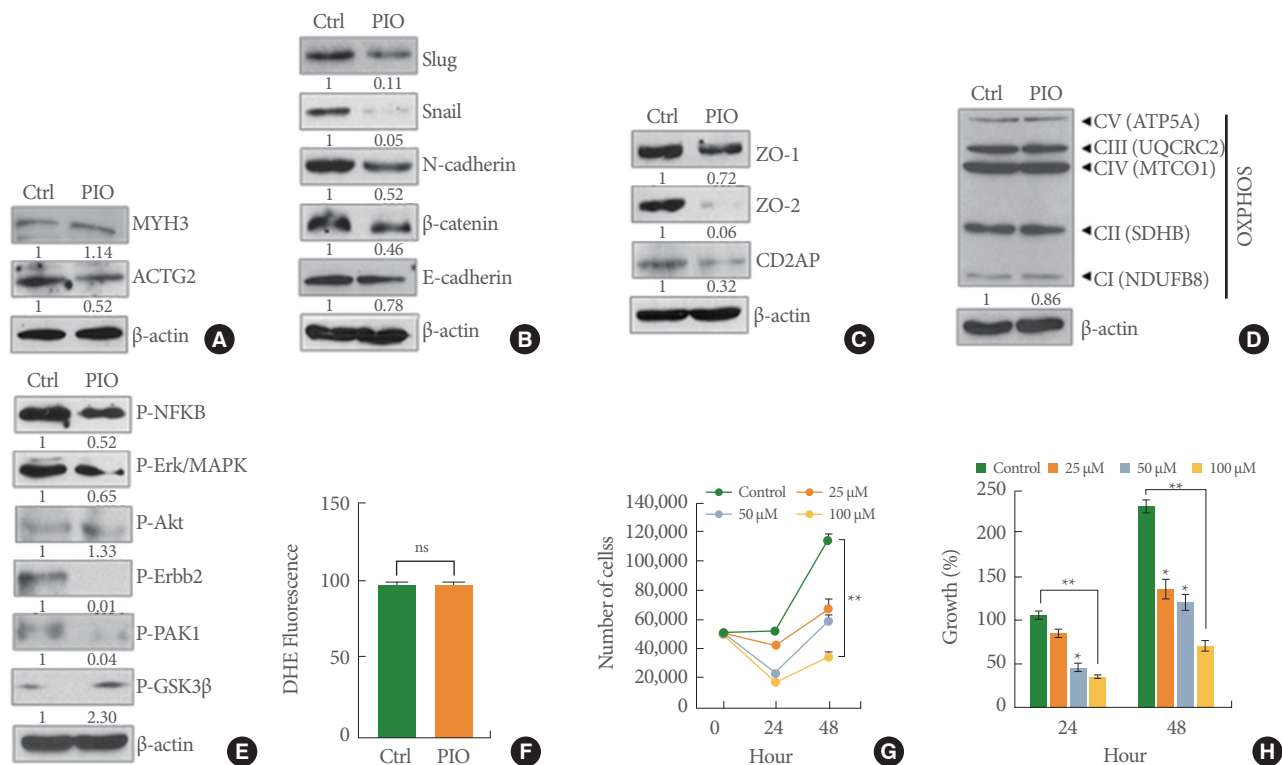 Ctrl PIO
MYH3
1 1.14
ACTG2
1 0.52
β-actin
A
Ctrl PIO
Slug
1 0.11
Snail
1 0.05
N-cadherin
1 0.52
β-catenin
1 0.46
E-cadherin
1 0.78
β-actin
B
Ctrl PIO
ZO-1
1 0.72
ZO-2
1 0.06
CD2AP
1 0.32
β-actin
C
Ctrl PIO
◄CV (ATP5A)
◄CIII (UQCRC2)
◄CIV (MTCO1)
◄CII (SDHB)
◄CI (NDUFB8)
OXPHOS
1 0.86
β-actin
D
Ctrl PIO
P-NFKB
1 0.52
P-Erk/MAPK
1 0.65
P-Akt
1 1.33
P-Erbb2
1 0.01
P-PAK1
1 0.04
P-GSK3β
1 2.30
β-actin
E
DHE Fluorescence
150
100
50
0
ns
Ctrl PIO
F
Number of cellss
140,000
120,000
100,000
80,000
60,000
40,000
20,000
0
Control 25 µM
50 µM 100 µM
**
0 24 48
Hour
G
Control 25 µM 50 µM 100 µM
Growth (%)
250
200
150
100
50
0
**
*
**
* *
24 48
Hour
H